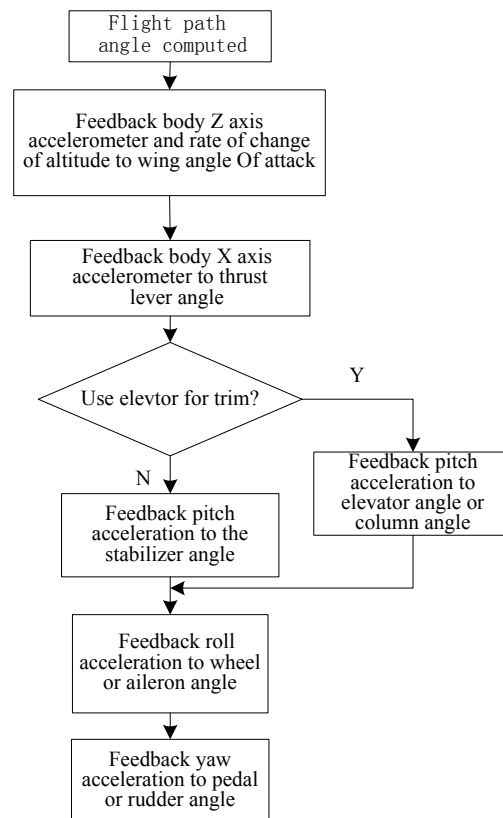 Flight path
angle computed
Feedback body Z axis
accelerometer and rate of change
of altitude to wing angle Of attack
Feedback body X axis
accelerometer to thrust
lever angle
Use elevtor for trim?
Y
N
Feedback pitch
acceleration to
elevator angle or
column angle
Feedback pitch
acceleration to the
stabilizer angle
Feedback roll
acceleration to wheel
or aileron angle
Feedback yaw
acceleration to pedal
or rudder angle